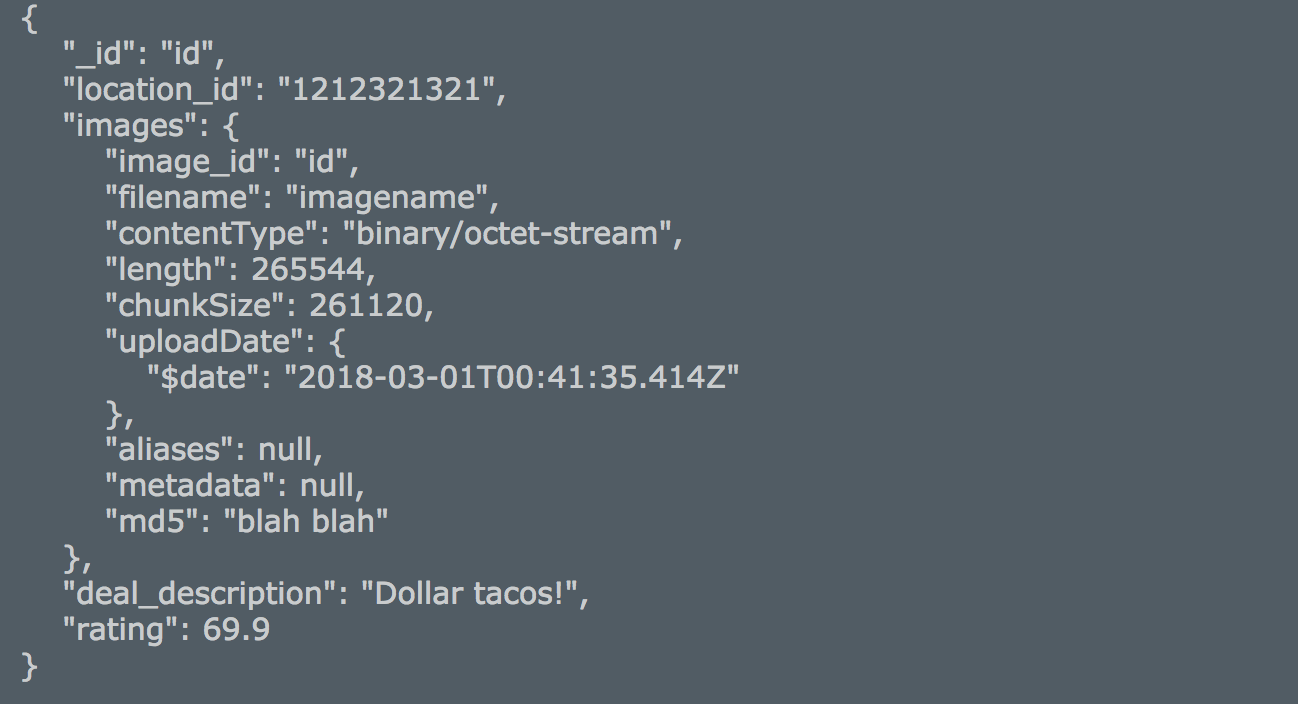 {
"_id": "id",
"location_id": "1212321321",
"images": {
"image_id": "id",
"filename": "imagename",
"contentType": "binary/octet-stream",
"length": 265544,
"chunkSize": 261120,
"uploadDate": {
"$date": "2018-03-01T00:41:35.414Z"
},
"aliases": null,
"metadata": null,
"md5": "blah blah"
},
"deal_description": "Dollar tacos!",
"rating": 69.9
}